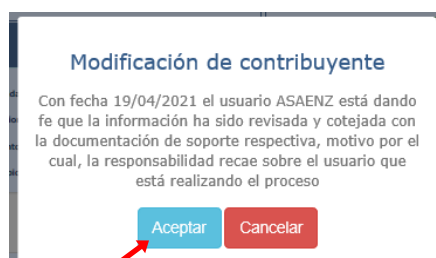 Modificación de contribuyente
Con fecha 19/04/2021 el usuario ASAENZ está dando
fe que la información ha sido revisada y cotejada con
la documentación de soporte respectiva, motivo por el
cual, la responsabilidad recae sobre el usuario que
está realizando el proceso
Aceptar Cancelar